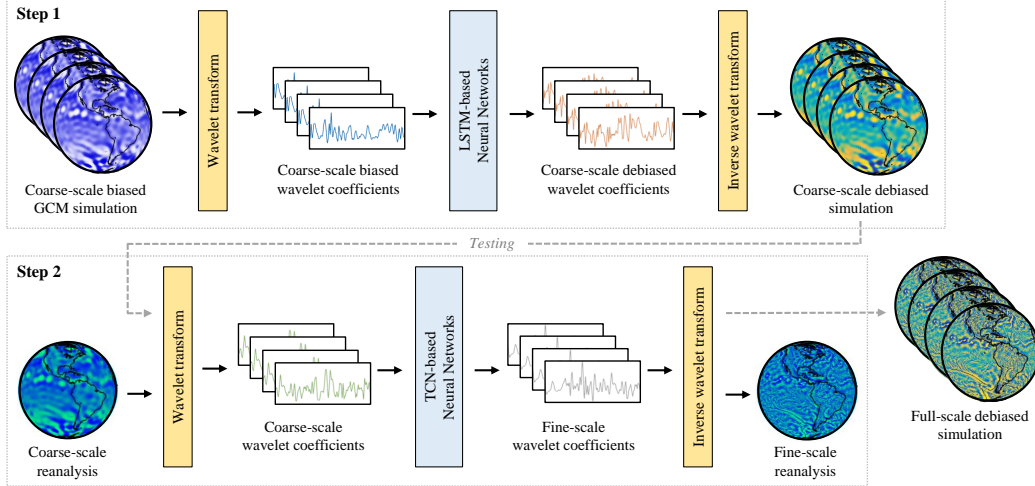 Step 1
Wavelet transform
LSTM-based
Neural Networks
Inverse wavelet transform
Coarse-scale biased
GCM simulation
Coarse-scale biased
wavelet coefficients
Coarse-scale debiased
wavelet coefficients
Coarse-scale debiased
simulation
Testing
Step 2
Wavelet transform
TCN-based
Neural Networks
Inverse wavelet transform
Coarse-scale
reanalysis
Coarse-scale
wavelet coefficients
Fine-scale
wavelet coefficients
Fine-scale
reanalysis
Full-scale debiased
simulation